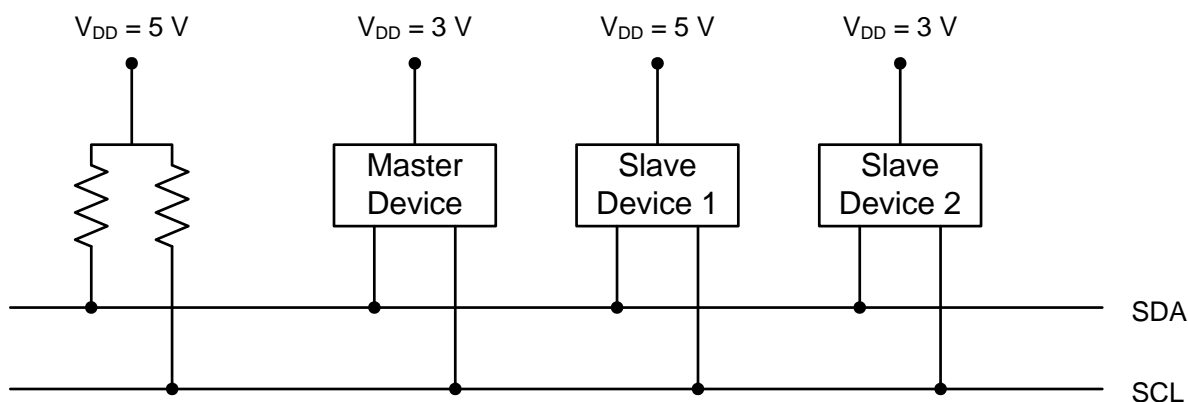 V_DD = 5 V
V_DD = 3 V
V_DD = 5 V
V_DD = 3 V
Master
Device
Slave
Device 1
Slave
Device 2
SDA
SCL